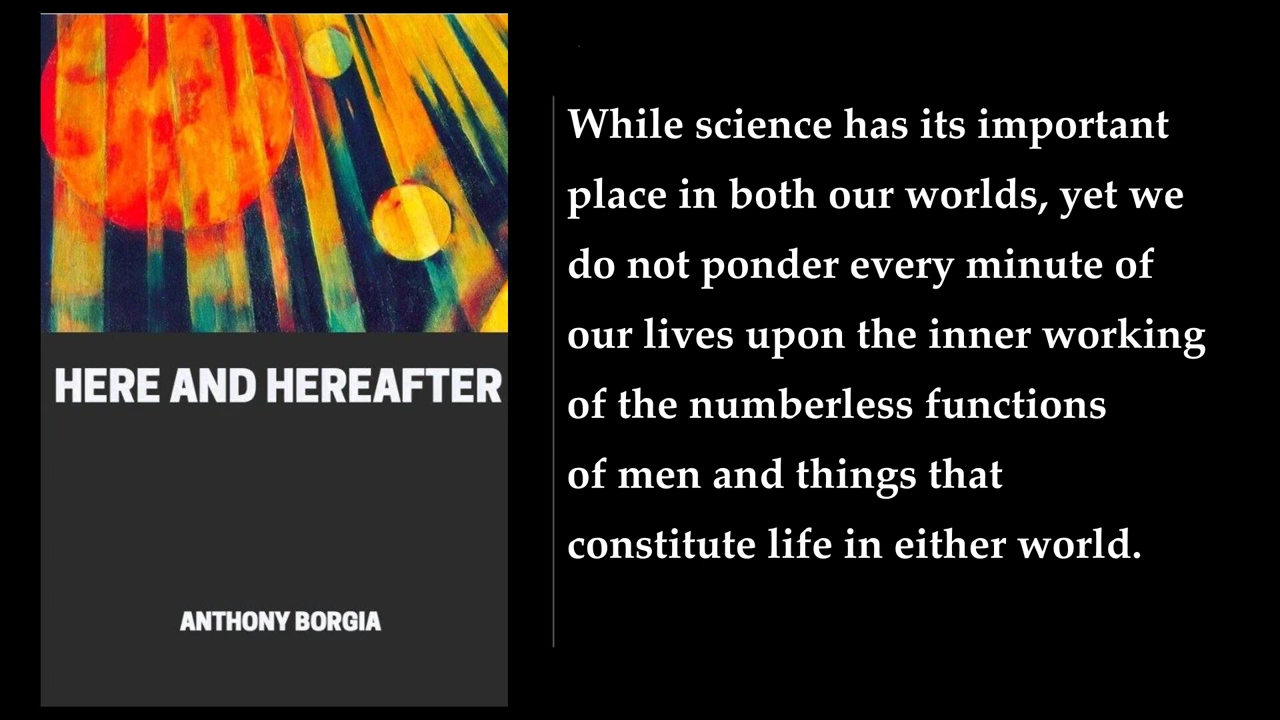 HERE AND HEREAFTER
ANTHONY BORGIA
While science has its important
place in both our worlds, yet we
do not ponder every minute of
our lives upon the inner working
of the numberless functions
of men and things that
constitute life in either world.